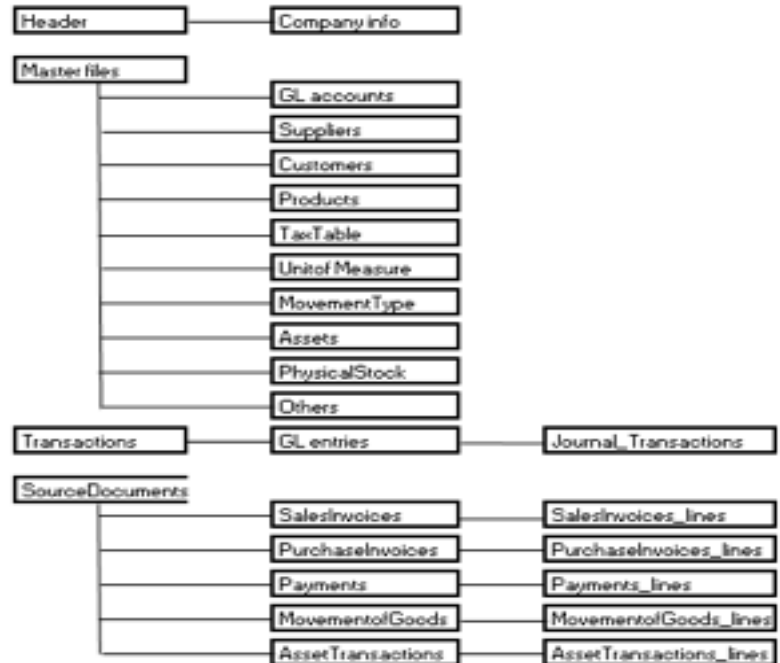 Header Company info
Master files
GL accounts
Suppliers
Customers
Products
TaxTable
Unitof Measure
MovementType
Assets
PhysicalStock
Others
Transactions GL entries Journal_Transactions
SourceDocuments
SalesInvoices SalesInvoices_lines
PurchaseInvoices PurchaseInvoices_lines
Payments Payments_lines
MovementofGoods MovementofGoods_lines
AssetTransactions AssetTransactions_lines